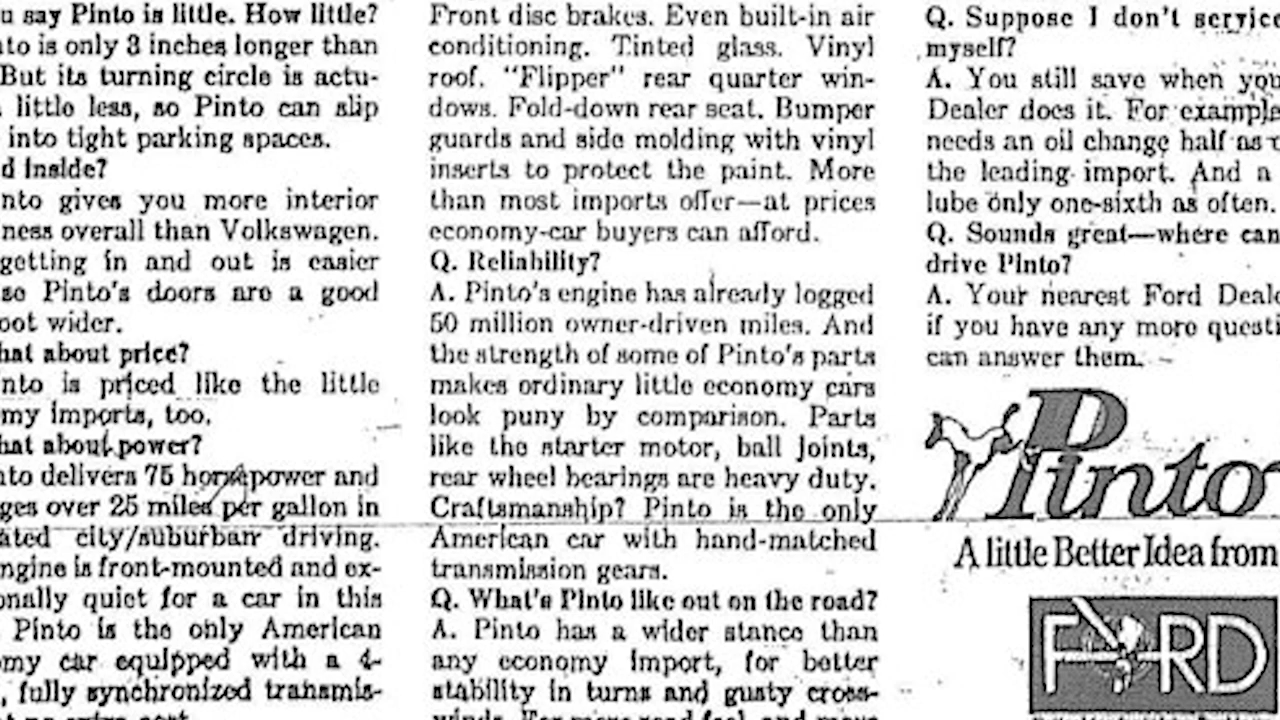 u say Pinto is little. How little?
nto is only 3 inches longer than
But its turning circle is actu-
little less, so Pinto can slip
into tight parking spaces.
d inside?
nto gives you more interior
ness overall than Volkswagen.
getting in and out is easier
se Pinto's doors are a good
oot wider.
hat about price?
nto is priced like the little
my imports, too.
hat about power?
nto delivers 75 horsepower and
ges over 25 miles per gallon in
ated city/suburban driving.
ngine is front-mounted and ex-
onally quiet for a car in this
Pinto is the only American
my car equipped with a 4-
, fully synchronized transmis-
Front disc brakes. Even built-in air
conditioning. Tinted glass. Vinyl
roof. "Flipper" rear quarter win-
dows. Fold-down rear seat. Bumper
guards and side molding with vinyl
inserts to protect the paint. More
than most imports offer—at prices
economy-car buyers can afford.
Q. Reliability?
A. Pinto's engine has already logged
50 million owner-driven miles. And
the strength of some of Pinto's parts
makes ordinary little economy cars
look puny by comparison. Parts
like the starter motor, ball joints,
rear wheel bearings are heavy duty.
Craftsmanship? Pinto is the only
American car with hand-matched
transmission gears.
Q. What's Pinto like out on the road?
A. Pinto has a wider stance than
any economy import, for better
stability in turns and gusty cross-
winds. For more road feel, and more
Q. Suppose I don't service
myself?
A. You still save when you
Dealer does it. For example
needs an oil change half as
the leading import. And a
lube only one-sixth as often.
Q. Sounds great—where can
drive Pinto?
A. Your nearest Ford Deale
if you have any more questi
can answer them.
Pinto
A little Better Idea from
FORD